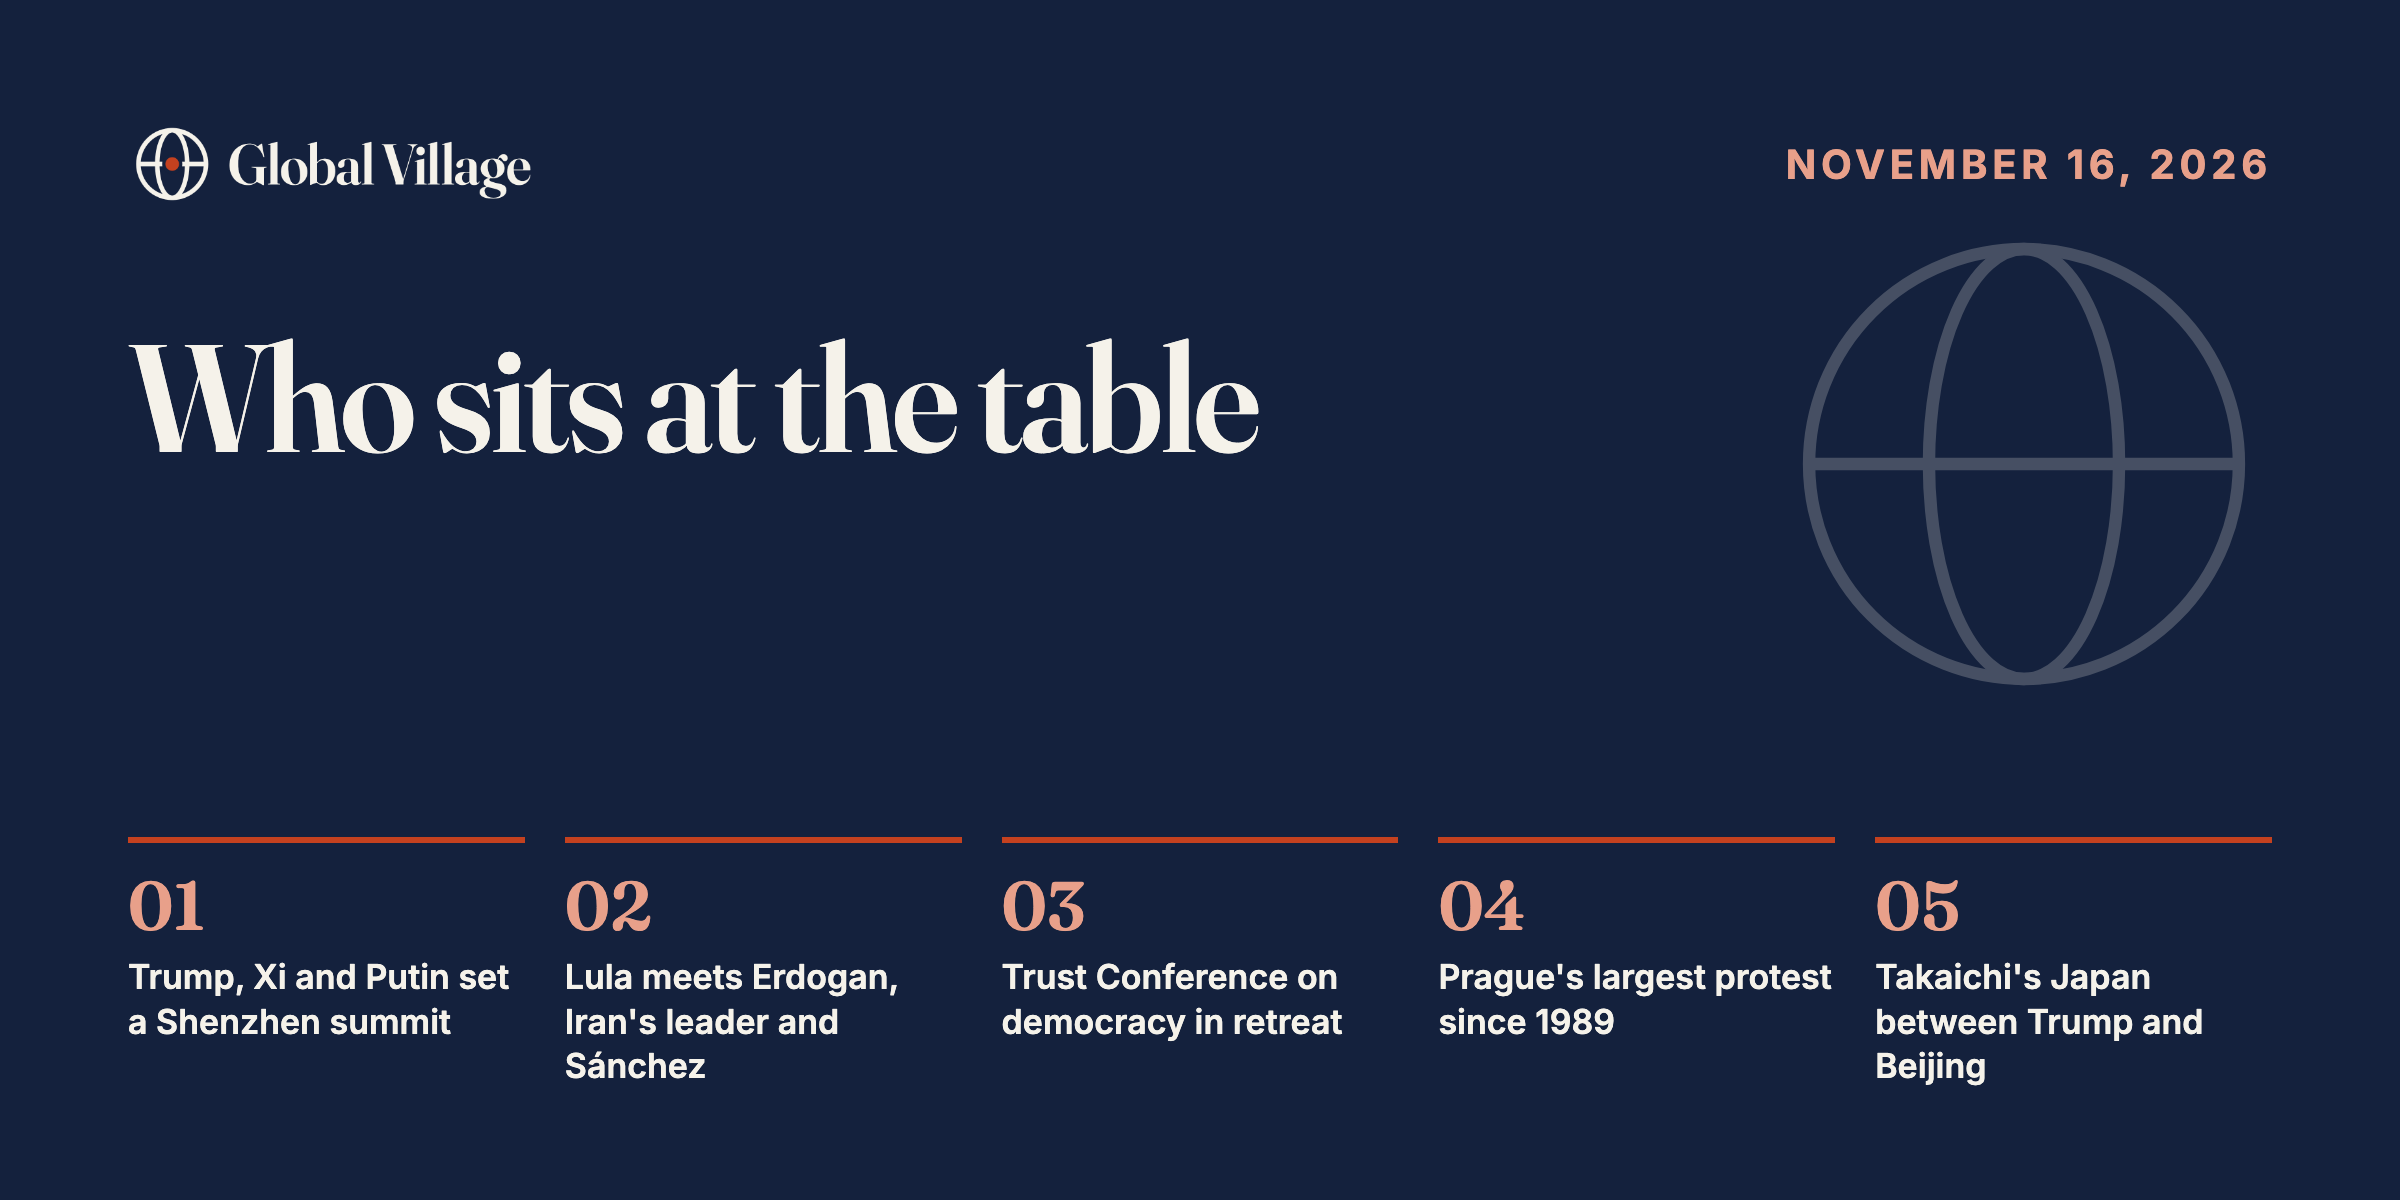 Global Village
NOVEMBER 16, 2026
Who sits at the table
01
Trump, Xi and Putin set
a Shenzhen summit
02
Lula meets Erdogan,
Iran's leader and
Sánchez
03
Trust Conference on
democracy in retreat
04
Prague's largest protest
since 1989
05
Takaichi's Japan
between Trump and
Beijing